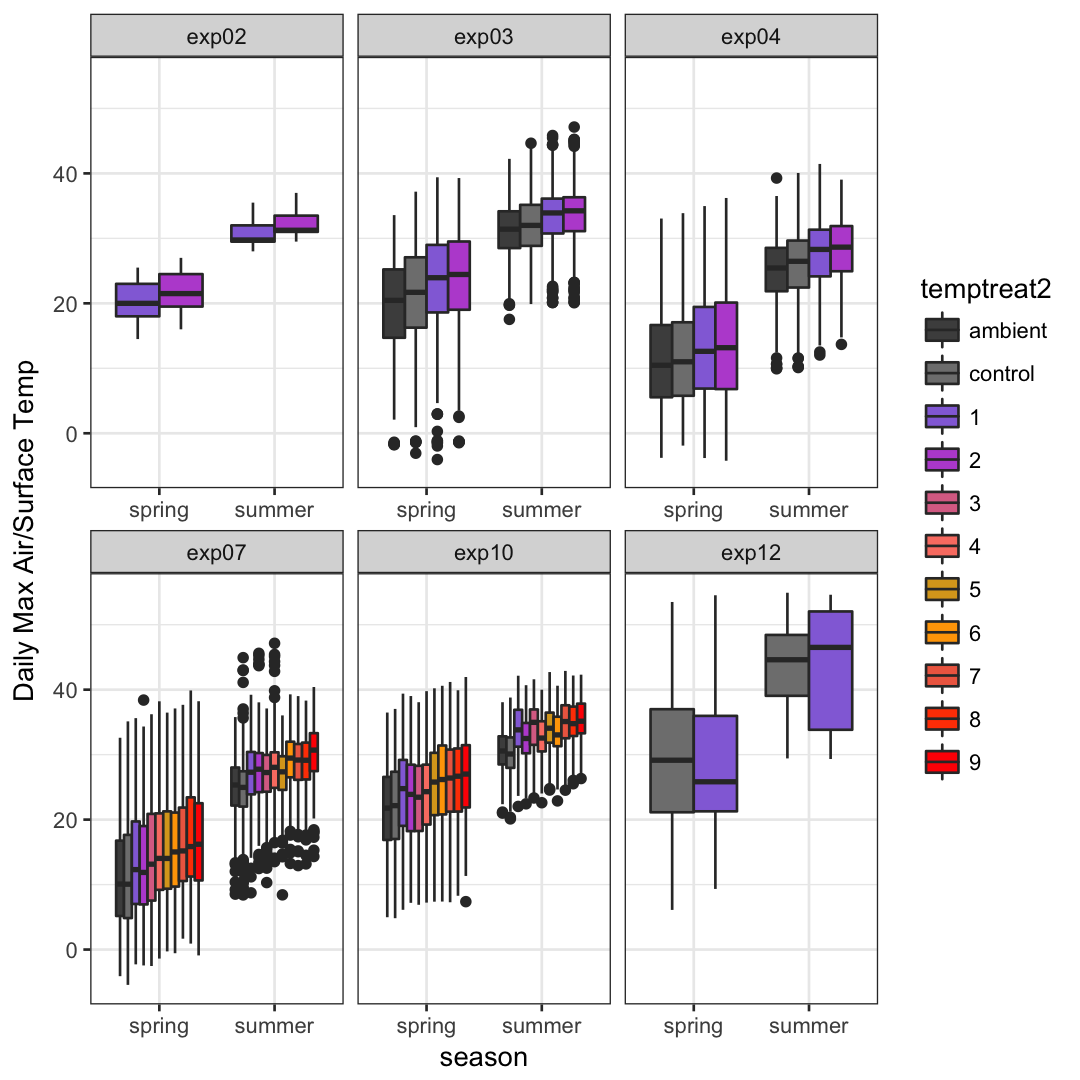 exp02 exp03 exp04
40
20
0
spring summer spring summer spring summer
exp07 exp10 exp12
40
20
0
spring summer spring summer spring summer
season
Daily Max Air/Surface Temp
temptreat2
ambient
control
1
2
3
4
5
6
7
8
9